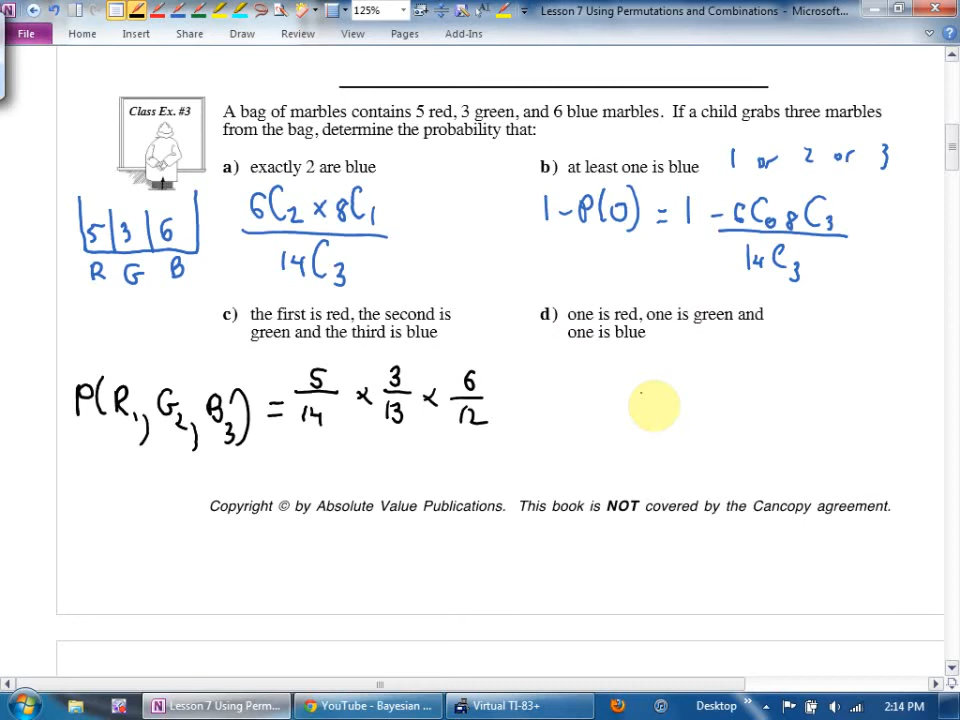 125%
Lesson 7 Using Permutations and Combinations - Microsoft...
File Home Insert Share Draw Review View Pages Add-Ins
Class Ex. #3
A bag of marbles contains 5 red, 3 green, and 6 blue marbles. If a child grabs three marbles
from the bag, determine the probability that:
a) exactly 2 are blue
b) at least one is blue
1 or 2 or 3
5 3 6
R G B
6C2 × 8C1
14C3
1 - P(0) = 1 - 6C0 8C3
14C3
c) the first is red, the second is
green and the third is blue
d) one is red, one is green and
one is blue
P(R1, G2, B3) = 5/14 × 3/13 × 6/12
Copyright © by Absolute Value Publications. This book is NOT covered by the Cancopy agreement.
Lesson 7 Using Perm...
YouTube - Bayesian ...
Virtual TI-83+
Desktop
2:14 PM